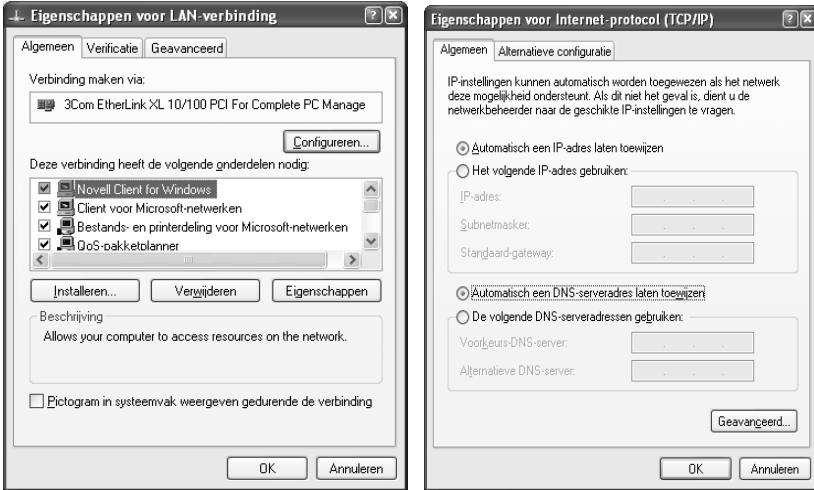 Eigenschappen voor LAN-verbinding
Algemeen Verificatie Geavanceerd
Verbinding maken via:
3Com EtherLink XL 10/100 PCI For Complete PC Manage
Configureren...
Deze verbinding heeft de volgende onderdelen nodig:
Novell Client for Windows
Client voor Microsoft-netwerken
Bestands- en printerdeling voor Microsoft-netwerken
QoS-pakketplanner
Installeren... Verwijderen Eigenschappen
Beschrijving
Allows your computer to access resources on the network.
Pictogram in systeemvak weergeven gedurende de verbinding
OK Annuleren
Eigenschappen voor Internet-protocol (TCP/IP)
Algemeen Alternatieve configuratie
IP-instellingen kunnen automatisch worden toegewezen als het netwerk
deze mogelijkheid ondersteunt. Als dit niet het geval is, dient u de
netwerkbeheerder naar de geschikte IP-instellingen te vragen.
Automatisch een IP-adres laten toewijzen
Het volgende IP-adres gebruiken:
IP-adres:
Subnetmasker:
Standaard-gateway:
Automatisch een DNS-serveradres laten toewijzen
De volgende DNS-serveradressen gebruiken:
Voorkeurs-DNS-server:
Alternatieve DNS-server:
Geavanceerd...
OK Annuleren